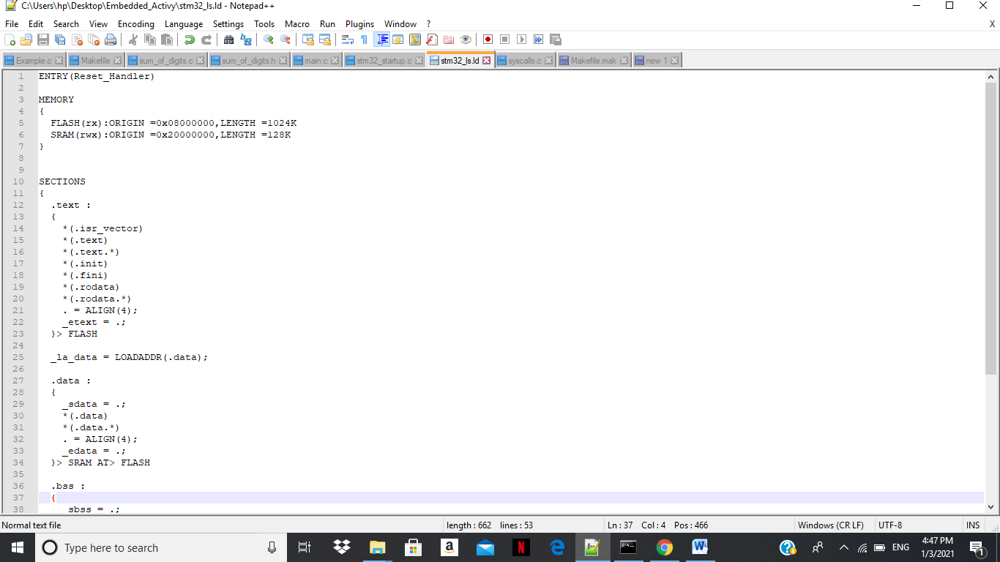 C:\Users\hp\Desktop\Embedded_Activy\stm32_ls.ld - Notepad++
File Edit Search View Encoding Language Settings Tools Macro Run Plugins Window ? X
Example.c Makefile sum_of_digits.c sum_of_digits.h main.c stm32_startup.c stm32_ls.ld syscalls.c Makefile.mak new 1
1 ENTRY(Reset_Handler)
2
3 MEMORY
4 {
5 FLASH(rx):ORIGIN =0x08000000,LENGTH =1024K
6 SRAM(rwx):ORIGIN =0x20000000,LENGTH =128K
7 }
8
9
10 SECTIONS
11 {
12 .text :
13 {
14 *(.isr_vector)
15 *(.text)
16 *(.text.*)
17 *(.init)
18 *(.fini)
19 *(.rodata)
20 *(.rodata.*)
21 . = ALIGN(4);
22 _etext = .;
23 }> FLASH
24
25 _la_data = LOADADDR(.data);
26
27 .data :
28 {
29 _sdata = .;
30 *(.data)
31 *(.data.*)
32 . = ALIGN(4);
33 _edata = .;
34 }> SRAM AT> FLASH
35
36 .bss :
37 {
38 sbss = .;
Normal text file length : 662 lines : 53 Ln : 37 Col : 4 Pos : 466 Windows (CR LF) UTF-8 INS
Type here to search ENG 4:47 PM
1/3/2021 1